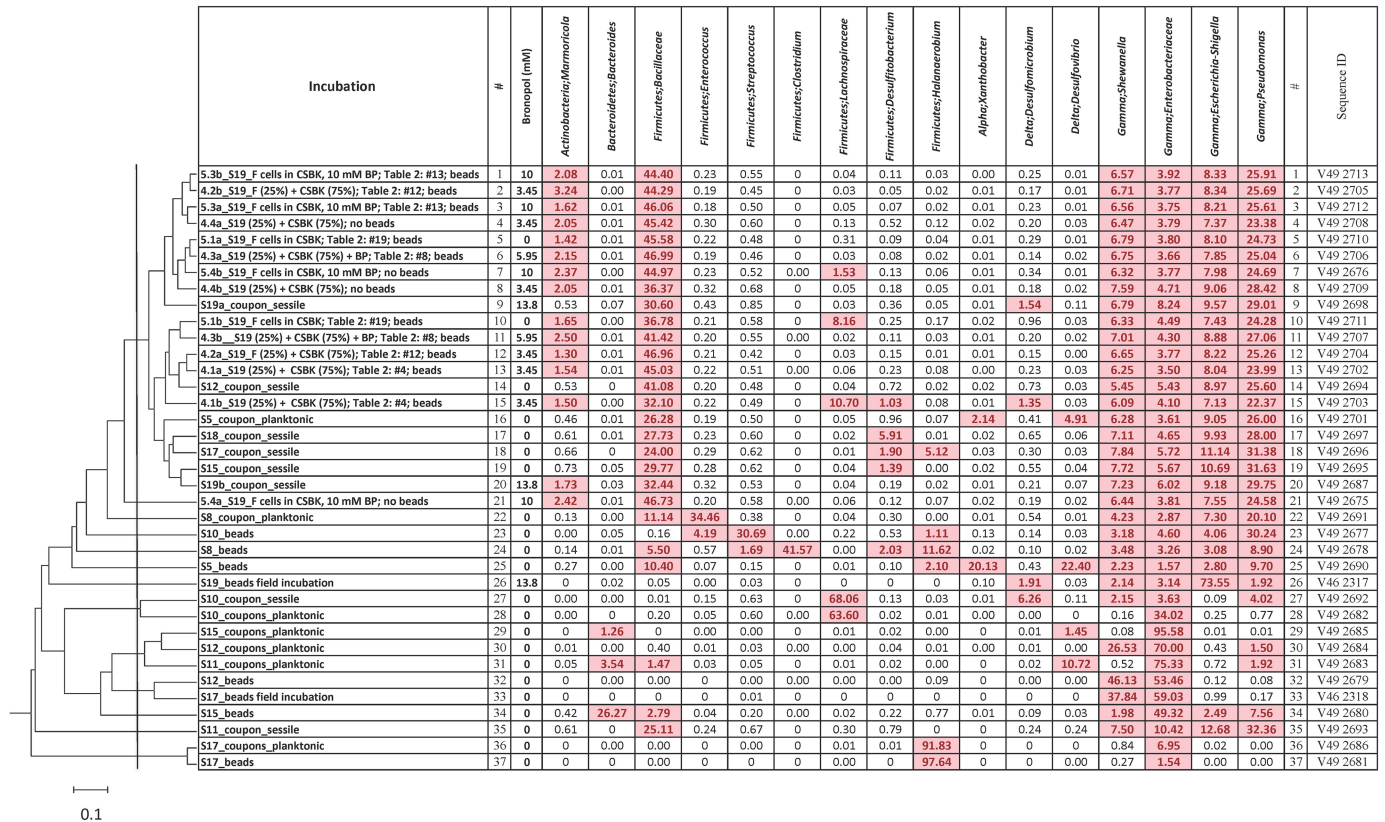 Incubation # Bronopol (mM) Actinobacteria;Marmoricola Bacteroidetes;Bacteroides Firmicutes;Bacillaceae Firmicutes;Enterococcus Firmicutes;Streptococcus Firmicutes;Clostridium Firmicutes;Lachnospiraceae Firmicutes;Desulfitobacterium Firmicutes;Halanaerobium Alpha;Xanthobacter Delta;Desulfomicrobium Delta;Desulfovibrio Gamma;Shewanella Gamma;Enterobacteriaceae Gamma;Escherichia-Shigella Gamma;Pseudomonas # Sequence ID
5.3b_S19_F cells in CSBK, 10 mM BP; Table 2: #13; beads 1 10 2.08 0.01 44.40 0.23 0.55 0 0.04 0.11 0.03 0.00 0.25 0.01 6.57 3.92 8.33 25.91 1 V49 2713
4.2b_S19_F (25%) + CSBK (75%); Table 2: #12; beads 2 3.45 3.24 0.01 44.29 0.19 0.45 0 0.03 0.05 0.02 0.01 0.17 0.01 6.71 3.77 8.34 25.69 2 V49 2705
5.3a_S19_F cells in CSBK, 10 mM BP; Table 2: #13; beads 3 10 1.62 0.01 46.06 0.18 0.50 0 0.05 0.07 0.02 0.01 0.23 0.01 6.56 3.75 8.21 25.61 3 V49 2712
4.4a_S19 (25%) + CSBK (75%); no beads 4 3.45 2.05 0.01 45.42 0.30 0.60 0 0.13 0.52 0.12 0.02 0.20 0.03 6.47 3.79 7.37 23.38 4 V49 2708
5.1a_S19_F cells in CSBK; Table 2: #19; beads 5 0 1.42 0.01 45.58 0.22 0.48 0 0.31 0.09 0.04 0.01 0.29 0.01 6.79 3.80 8.10 24.73 5 V49 2710
4.3a_S19 (25%) + CSBK (75%) + BP; Table 2: #8; beads 6 5.95 2.15 0.01 46.99 0.19 0.46 0 0.03 0.08 0.02 0.01 0.14 0.02 6.75 3.66 7.85 25.04 6 V49 2706
5.4b_S19_F cells in CSBK, 10 mM BP; no beads 7 10 2.37 0.00 44.97 0.23 0.52 0.00 1.53 0.13 0.06 0.01 0.34 0.01 6.32 3.77 7.98 24.69 7 V49 2676
4.4b_S19 (25%) + CSBK (75%); no beads 8 3.45 2.05 0.01 36.37 0.32 0.68 0 0.05 0.18 0.05 0.01 0.18 0.02 7.59 4.71 9.06 28.42 8 V49 2709
S19a_coupon_sessile 9 13.8 0.53 0.07 30.60 0.43 0.85 0 0.03 0.36 0.05 0.01 1.54 0.11 6.79 8.24 9.57 29.01 9 V49 2698
5.1b_S19_F cells in CSBK; Table 2: #19; beads 10 0 1.65 0.01 36.78 0.21 0.58 0 8.16 0.25 0.17 0.02 0.96 0.03 6.33 4.49 7.43 24.28 10 V49 2711
4.3b__S19 (25%) + CSBK (75%) + BP; Table 2: #8; beads 11 5.95 2.50 0.01 41.42 0.20 0.55 0.00 0.02 0.11 0.03 0.01 0.20 0.02 7.01 4.30 8.88 27.06 11 V49 2707
4.2a_S19_F (25%) + CSBK (75%); Table 2: #12; beads 12 3.45 1.30 0.01 46.96 0.21 0.42 0 0.03 0.15 0.03 0.01 0.15 0.00 6.65 3.77 8.22 25.26 12 V49 2704
4.1a_S19 (25%) + CSBK (75%); Table 2: #4; beads 13 3.45 1.54 0.01 45.03 0.22 0.51 0.00 0.06 0.23 0.08 0.00 0.23 0.03 6.25 3.50 8.04 23.99 13 V49 2702
S12_coupon_sessile 14 0 0.53 0 41.08 0.20 0.48 0 0.04 0.72 0.02 0.02 0.73 0.03 5.45 5.43 8.97 25.60 14 V49 2694
4.1b_S19 (25%) + CSBK (75%); Table 2: #4; beads 15 3.45 1.50 0.01 32.10 0.22 0.49 0 10.70 1.03 0.08 0.01 1.35 0.03 6.09 4.10 7.13 22.37 15 V49 2703
S5_coupon_planktonic 16 0 0.46 0.01 26.28 0.19 0.50 0 0.05 0.96 0.07 2.14 0.41 4.91 6.28 3.61 9.05 26.00 16 V49 2701
S18_coupon_sessile 17 0 0.61 0.01 27.73 0.23 0.60 0 0.02 5.91 0.01 0.02 0.65 0.06 7.11 4.65 9.93 28.00 17 V49 2697
S17_coupon_sessile 18 0 0.66 0 24.00 0.29 0.62 0 0.01 1.90 5.12 0.03 0.30 0.03 7.84 5.72 11.14 31.38 18 V49 2696
S15_coupon_sessile 19 0 0.73 0.05 29.77 0.28 0.62 0 0.04 1.39 0.00 0.02 0.55 0.04 7.72 5.67 10.69 31.63 19 V49 2695
S19b_coupon_sessile 20 13.8 1.73 0.03 32.44 0.32 0.53 0 0.04 0.19 0.02 0.01 0.21 0.01 7.23 6.02 9.18 29.75 20 V49 2687
5.4a_S19_F cells in CSBK, 10 mM BP; no beads 21 10 2.42 0.01 46.73 0.20 0.58 0.00 0.06 0.12 0.07 0.02 0.19 0.02 6.44 3.81 7.55 24.58 21 V49 2675
S8_coupon_planktonic 22 0 0.13 0.00 11.14 34.46 0.38 0 0.04 0.30 0.00 0.01 0.54 0.01 4.23 2.87 7.30 20.10 22 V49 2691
S10_beads 23 0 0.00 0.05 0.16 4.19 30.69 0.00 0.22 0.53 1.11 0.13 0.14 0.03 3.18 4.60 4.06 30.24 23 V49 2677
S8_beads 24 0 0.14 0.01 5.50 0.57 1.69 41.57 0.00 2.03 11.62 0.02 0.10 0.02 3.48 3.26 3.08 8.90 24 V49 2678
S5_beads 25 0 0.27 0.00 10.40 0.07 0.15 0 0.01 0.10 2.10 20.13 0.43 22.40 2.23 1.57 2.80 9.70 25 V49 2690
S19_beads field incubation 26 13.8 0 0.02 0.05 0.00 0.03 0 0 0 0 0.10 1.91 0.03 2.14 3.14 73.55 1.92 26 V46 2317
S10_coupon_sessile 27 0 0.00 0.00 0.01 0.15 0.63 0 68.06 0.13 0.03 0.01 6.26 0.11 2.15 3.63 0.09 4.02 27 V49 2692
S10_coupons_planktonic 28 0 0.00 0 0.20 0.05 0.60 0.00 63.60 0.02 0.01 0.00 0.00 0 0.16 34.02 0.25 0.77 28 V49 2682
S15_coupons_planktonic 29 0 0 1.26 0 0.00 0.00 0 0.01 0.02 0.00 0 0.01 1.45 0.08 95.58 0.01 0.01 29 V49 2685
S12_coupons_planktonic 30 0 0.01 0.00 0.40 0.01 0.03 0.00 0.00 0.04 0.01 0.00 0.01 0.00 26.53 70.00 0.43 1.50 30 V49 2684
S11_coupons_planktonic 31 0 0.05 3.54 1.47 0.03 0.05 0 0.01 0.02 0.00 0 0.02 10.72 0.52 75.33 0.72 1.92 31 V49 2683
S12_beads 32 0 0.00 0 0.00 0.00 0.00 0 0.00 0.00 0.09 0 0.00 0.00 46.13 53.46 0.12 0.08 32 V49 2679
S17_beads field incubation 33 0 0 0 0 0 0.01 0 0 0 0 0 0 0 37.84 59.03 0.99 0.17 33 V46 2318
S15_beads 34 0 0.42 26.27 2.79 0.04 0.20 0.00 0.02 0.22 0.77 0.01 0.09 0.03 1.98 49.32 2.49 7.56 34 V49 2680
S11_coupon_sessile 35 0 0.61 0 25.11 0.24 0.67 0 0.30 0.79 0 0 0.24 0.24 7.50 10.42 12.68 32.36 35 V49 2693
S17_coupons_planktonic 36 0 0 0 0.00 0 0.00 0 0.01 0.01 91.83 0 0 0 0.84 6.95 0.02 0.00 36 V49 2686
S17_beads 37 0 0 0 0.00 0 0.00 0 0.00 0 97.64 0 0 0 0.27 1.54 0.00 0.00 37 V49 2681
0.1